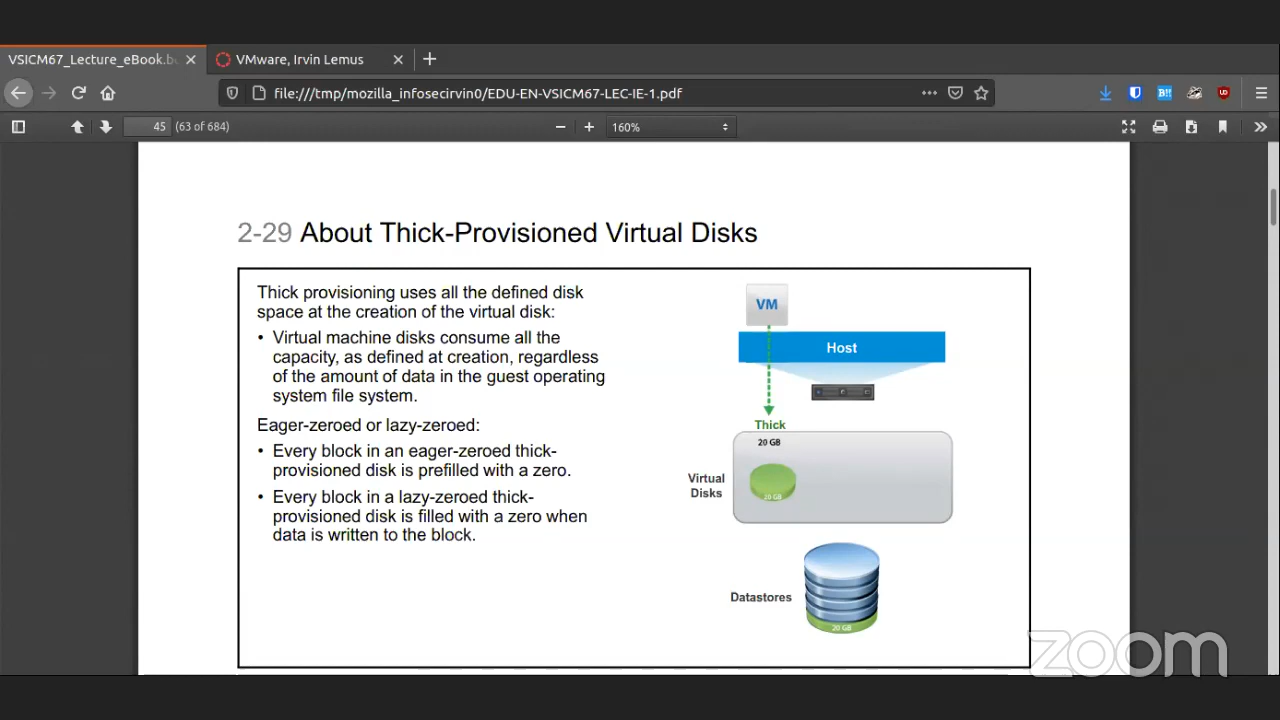 VSICM67_Lecture_eBook.bu
VMware, Irvin Lemus
file:///tmp/mozilla_infosecirvin0/EDU-EN-VSICM67-LEC-IE-1.pdf
45 (63 of 684)
160%
2-29 About Thick-Provisioned Virtual Disks
Thick provisioning uses all the defined disk
space at the creation of the virtual disk:
• Virtual machine disks consume all the
capacity, as defined at creation, regardless
of the amount of data in the guest operating
system file system.
Eager-zeroed or lazy-zeroed:
• Every block in an eager-zeroed thick-
provisioned disk is prefilled with a zero.
• Every block in a lazy-zeroed thick-
provisioned disk is filled with a zero when
data is written to the block.
VM
Host
Thick
20 GB
20 GB
Virtual
Disks
Datastores
20 GB
zoom